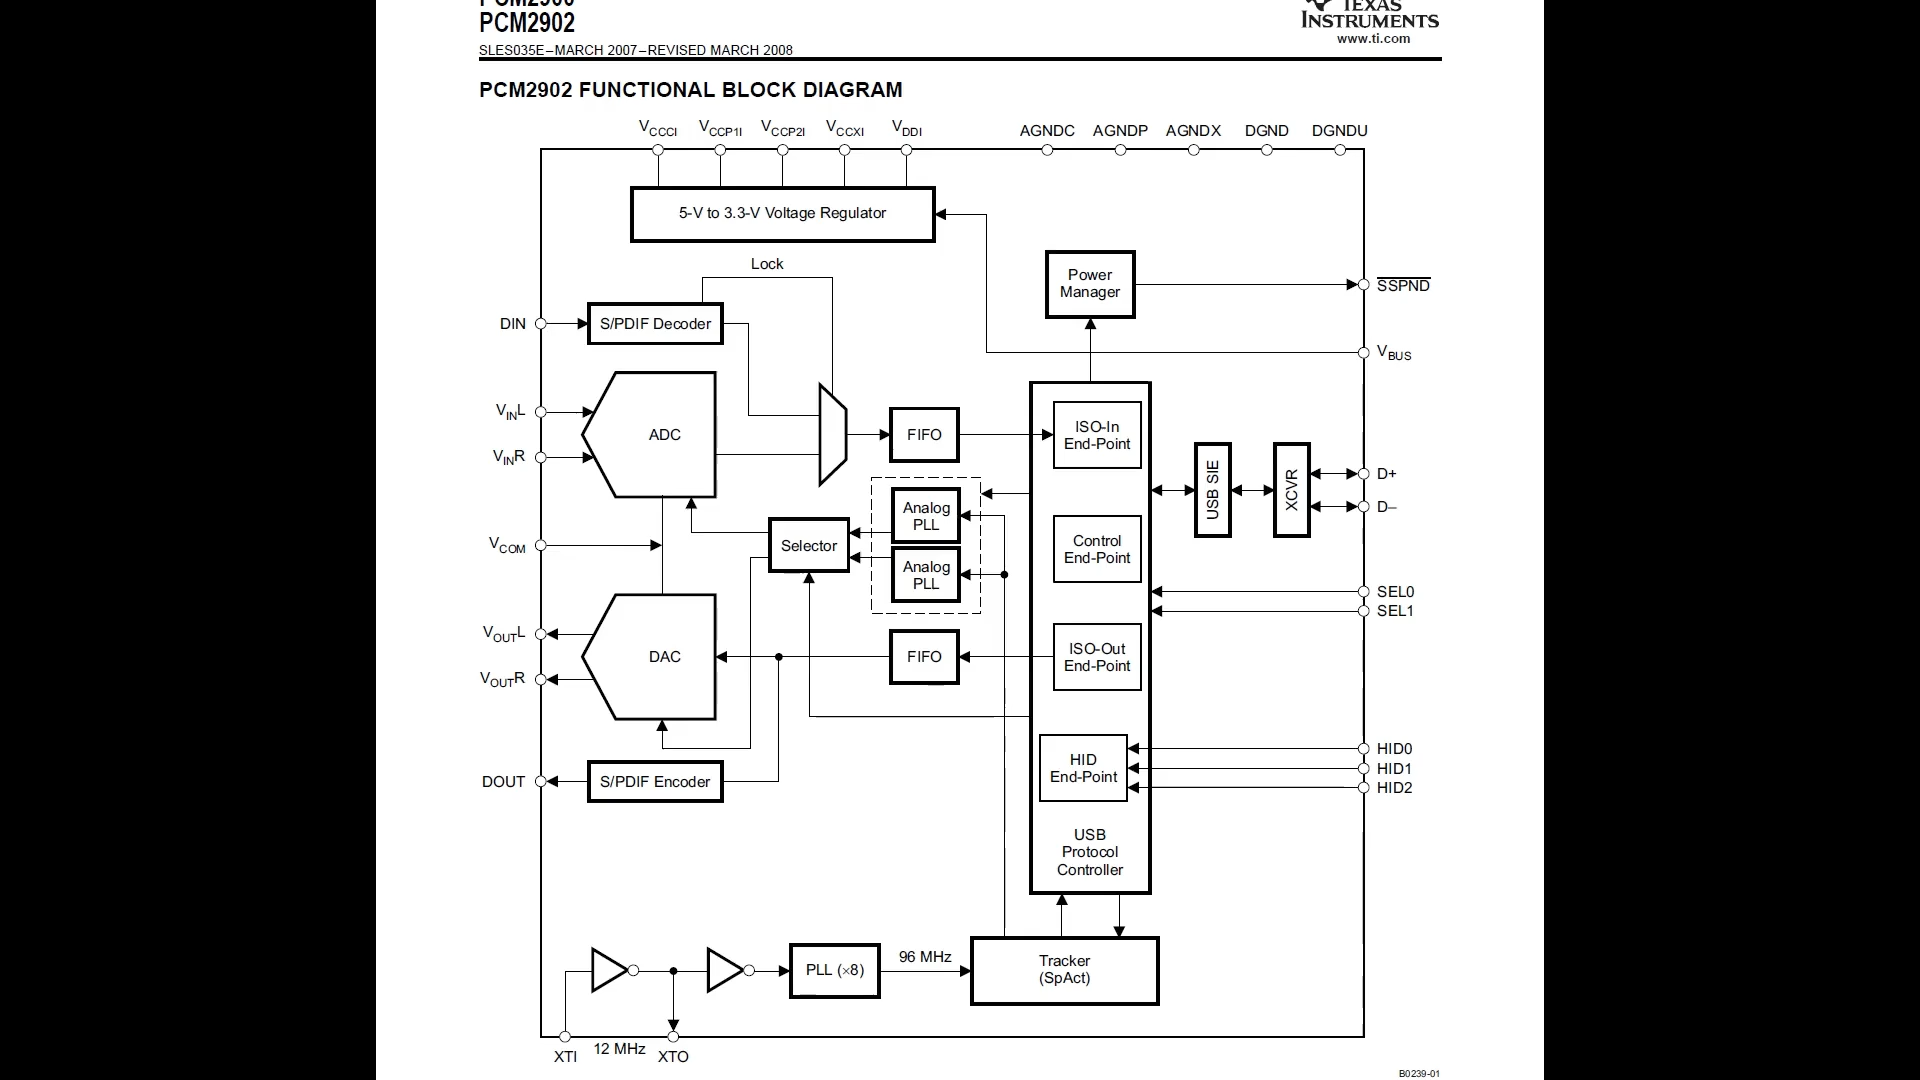 PCM2900
PCM2902
SLES035E–MARCH 2007–REVISED MARCH 2008
TEXAS
INSTRUMENTS
www.ti.com
PCM2902 FUNCTIONAL BLOCK DIAGRAM
VCCCI VCCP1I VCCP2I VCCXI VDDI AGNDC AGNDP AGNDX DGND DGNDU
5-V to 3.3-V Voltage Regulator
Lock
Power
Manager
SSPND
DIN
S/PDIF Decoder
VBUS
VINL
VINR
ADC
FIFO
ISO-In
End-Point
USB SIE
XCVR
D+
D–
Analog
PLL
VCOM
Selector
Control
End-Point
Analog
PLL
SEL0
SEL1
VOUTL
VOUTR
DAC
FIFO
ISO-Out
End-Point
HID
End-Point
HID0
HID1
HID2
DOUT
S/PDIF Encoder
USB
Protocol
Controller
PLL (×8)
96 MHz
Tracker
(SpAct)
XTI
12 MHz
XTO
B0239-01